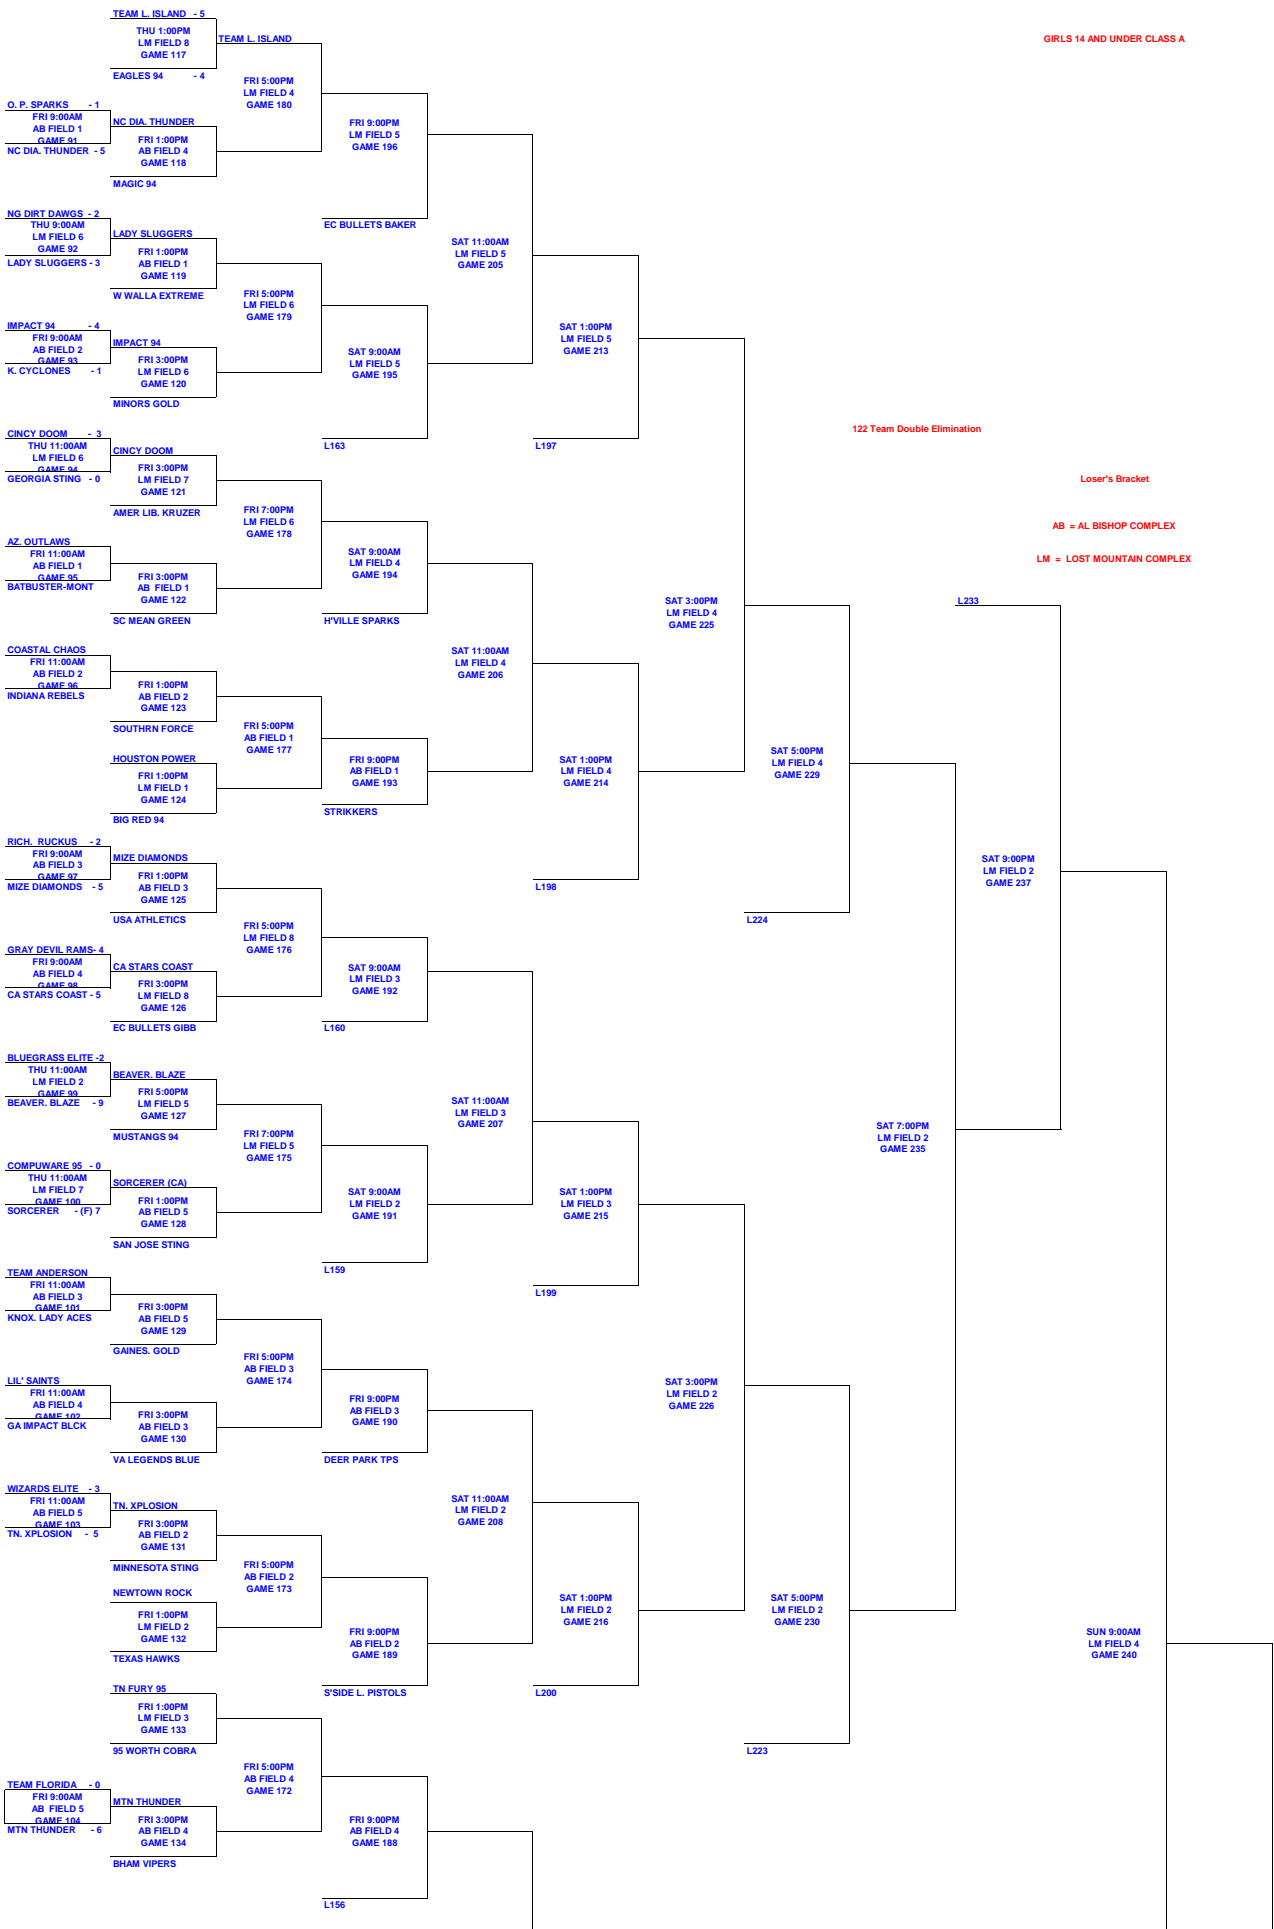 GIRLS 14 AND UNDER CLASS A
122 Team Double Elimination
Loser's Bracket
AB = AL BISHOP COMPLEX
LM = LOST MOUNTAIN COMPLEX
O. P. SPARKS - 1
FRI 9:00AM
AB FIELD 1
GAME 91
NC DIA. THUNDER - 5
NG DIRT DAWGS - 2
THU 9:00AM
LM FIELD 6
GAME 92
LADY SLUGGERS - 3
IMPACT 94 - 4
FRI 9:00AM
AB FIELD 2
GAME 93
K. CYCLONES - 1
CINCY DOOM - 3
THU 11:00AM
LM FIELD 6
GAME 94
GEORGIA STING - 0
AZ. OUTLAWS
FRI 11:00AM
AB FIELD 1
GAME 95
BATBUSTER-MONT
COASTAL CHAOS
FRI 11:00AM
AB FIELD 2
GAME 96
INDIANA REBELS
RICH. RUCKUS - 2
FRI 9:00AM
AB FIELD 3
GAME 97
MIZE DIAMONDS - 5
GRAY DEVIL RAMS- 4
FRI 9:00AM
AB FIELD 4
GAME 98
CA STARS COAST - 5
BLUEGRASS ELITE -2
THU 11:00AM
LM FIELD 2
GAME 99
BEAVER. BLAZE - 9
COMPUWARE 95 - 0
THU 11:00AM
LM FIELD 7
GAME 100
SORCERER - (F) 7
TEAM ANDERSON
FRI 11:00AM
AB FIELD 3
GAME 101
KNOX. LADY ACES
LIL' SAINTS
FRI 11:00AM
AB FIELD 4
GAME 102
GA IMPACT BLCK
WIZARDS ELITE - 3
FRI 11:00AM
AB FIELD 5
GAME 103
TN. XPLOSION - 5
TEAM FLORIDA - 0
FRI 9:00AM
AB FIELD 5
GAME 104
MTN THUNDER - 6
TEAM L. ISLAND - 5
THU 1:00PM
LM FIELD 8
GAME 117
EAGLES 94 - 4
NC DIA. THUNDER
FRI 1:00PM
AB FIELD 4
GAME 118
MAGIC 94
LADY SLUGGERS
FRI 1:00PM
AB FIELD 1
GAME 119
W WALLA EXTREME
IMPACT 94
FRI 3:00PM
LM FIELD 6
GAME 120
MINORS GOLD
CINCY DOOM
FRI 3:00PM
LM FIELD 7
GAME 121
AMER LIB. KRUZER
FRI 3:00PM
AB FIELD 1
GAME 122
SC MEAN GREEN
FRI 1:00PM
AB FIELD 2
GAME 123
SOUTHRN FORCE
HOUSTON POWER
FRI 1:00PM
LM FIELD 1
GAME 124
BIG RED 94
MIZE DIAMONDS
FRI 1:00PM
AB FIELD 3
GAME 125
USA ATHLETICS
CA STARS COAST
FRI 3:00PM
LM FIELD 8
GAME 126
EC BULLETS GIBB
BEAVER. BLAZE
FRI 5:00PM
LM FIELD 5
GAME 127
MUSTANGS 94
SORCERER (CA)
FRI 1:00PM
AB FIELD 5
GAME 128
SAN JOSE STING
FRI 3:00PM
AB FIELD 5
GAME 129
GAINES. GOLD
FRI 3:00PM
AB FIELD 3
GAME 130
VA LEGENDS BLUE
TN. XPLOSION
FRI 3:00PM
AB FIELD 2
GAME 131
MINNESOTA STING
NEWTOWN ROCK
FRI 1:00PM
LM FIELD 2
GAME 132
TEXAS HAWKS
TN FURY 95
FRI 1:00PM
LM FIELD 3
GAME 133
95 WORTH COBRA
MTN THUNDER
FRI 3:00PM
AB FIELD 4
GAME 134
BHAM VIPERS
TEAM L. ISLAND
FRI 5:00PM
LM FIELD 4
GAME 180
FRI 5:00PM
LM FIELD 6
GAME 179
FRI 7:00PM
LM FIELD 6
GAME 178
FRI 5:00PM
AB FIELD 1
GAME 177
FRI 5:00PM
LM FIELD 8
GAME 176
FRI 7:00PM
LM FIELD 5
GAME 175
FRI 5:00PM
AB FIELD 3
GAME 174
FRI 5:00PM
AB FIELD 2
GAME 173
FRI 5:00PM
AB FIELD 4
GAME 172
FRI 9:00PM
LM FIELD 5
GAME 196
EC BULLETS BAKER
SAT 9:00AM
LM FIELD 5
GAME 195
L163
SAT 9:00AM
LM FIELD 4
GAME 194
H'VILLE SPARKS
FRI 9:00PM
AB FIELD 1
GAME 193
STRIKKERS
SAT 9:00AM
LM FIELD 3
GAME 192
L160
SAT 9:00AM
LM FIELD 2
GAME 191
L159
FRI 9:00PM
AB FIELD 3
GAME 190
DEER PARK TPS
FRI 9:00PM
AB FIELD 2
GAME 189
S'SIDE L. PISTOLS
FRI 9:00PM
AB FIELD 4
GAME 188
L156
SAT 11:00AM
LM FIELD 5
GAME 205
SAT 11:00AM
LM FIELD 4
GAME 206
SAT 11:00AM
LM FIELD 3
GAME 207
SAT 11:00AM
LM FIELD 2
GAME 208
SAT 1:00PM
LM FIELD 5
GAME 213
L197
SAT 1:00PM
LM FIELD 4
GAME 214
L198
SAT 1:00PM
LM FIELD 3
GAME 215
L199
SAT 1:00PM
LM FIELD 2
GAME 216
L200
SAT 3:00PM
LM FIELD 4
GAME 225
SAT 3:00PM
LM FIELD 2
GAME 226
SAT 5:00PM
LM FIELD 4
GAME 229
L224
SAT 5:00PM
LM FIELD 2
GAME 230
L223
SAT 7:00PM
LM FIELD 2
GAME 235
L233
SAT 9:00PM
LM FIELD 2
GAME 237
SUN 9:00AM
LM FIELD 4
GAME 240